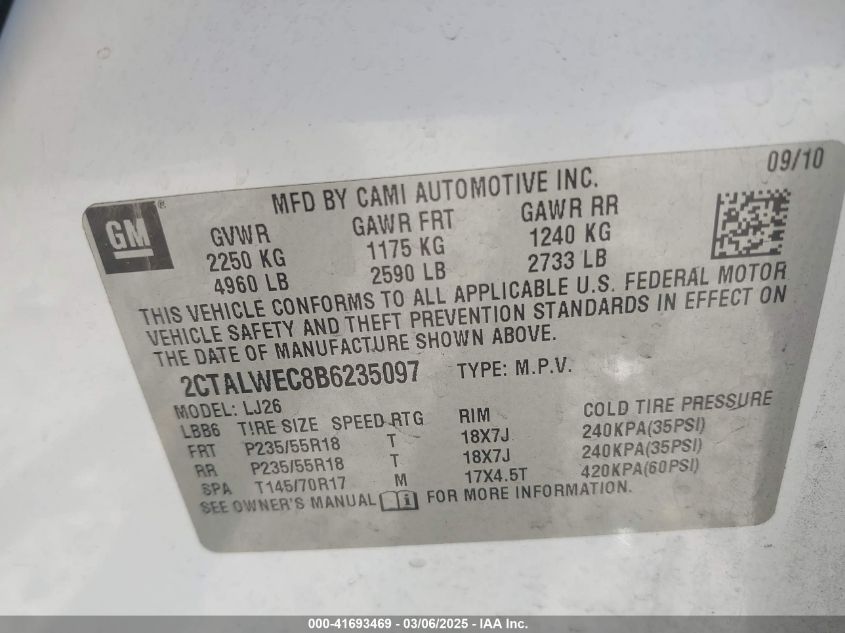 09/10
MFD BY CAMI AUTOMOTIVE INC.
GM®
GVWR GAWR FRT GAWR RR
2250 KG 1175 KG 1240 KG
4960 LB 2590 LB 2733 LB
THIS VEHICLE CONFORMS TO ALL APPLICABLE U.S. FEDERAL MOTOR
VEHICLE SAFETY AND THEFT PREVENTION STANDARDS IN EFFECT ON
THE DATE OF MANUFACTURE SHOWN ABOVE.
2CTALWEC8B6235097 TYPE: M.P.V.
MODEL: LJ26
LBB6 TIRE SIZE SPEED RTG RIM COLD TIRE PRESSURE
FRT P235/55R18 T 18X7J 240KPA(35PSI)
RR P235/55R18 T 18X7J 240KPA(35PSI)
SPA T145/70R17 M 17X4.5T 420KPA(60PSI)
SEE OWNER'S MANUAL FOR MORE INFORMATION.
000-41693469 - 03/06/2025 - IAA Holdings, LLC.